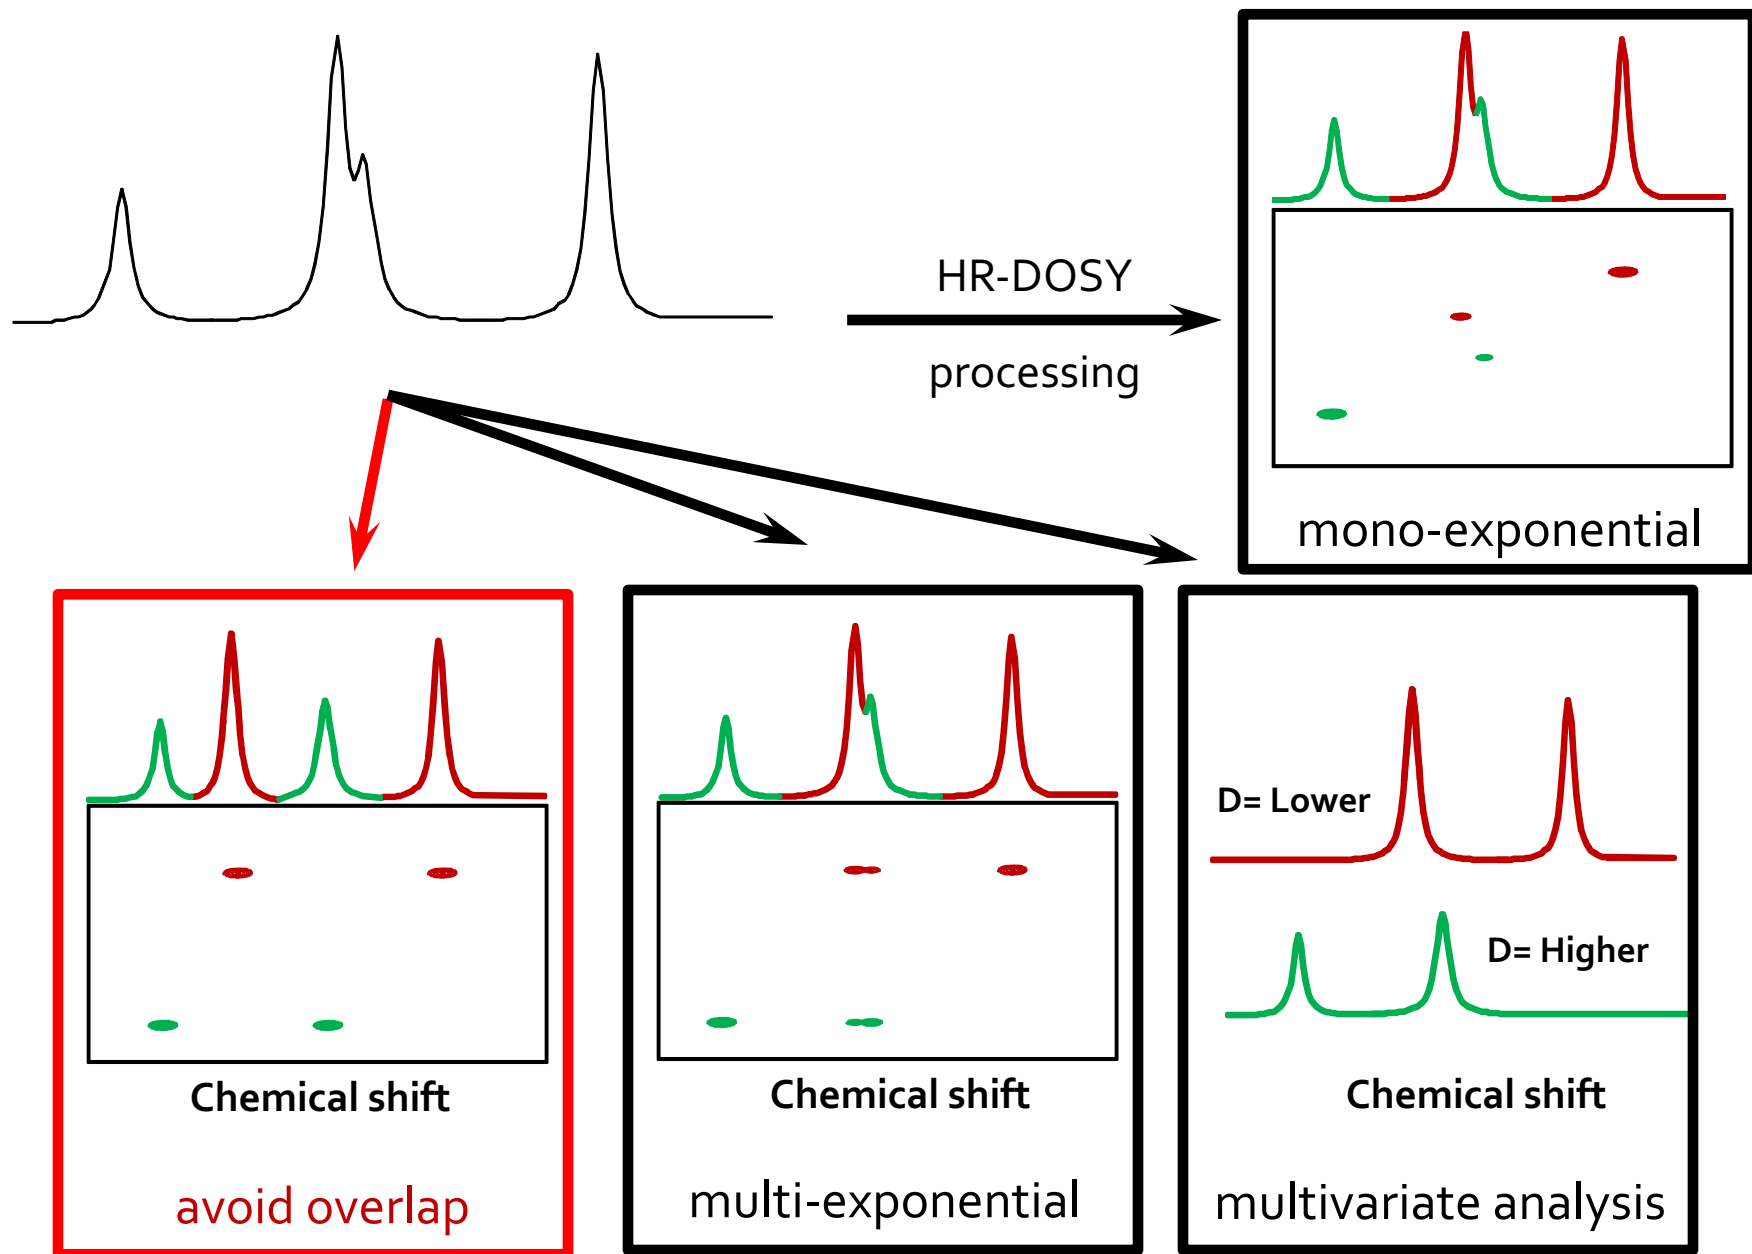 HR-DOSY
processing
mono-exponential
Chemical shift
avoid overlap
Chemical shift
multi-exponential
D= Lower
D= Higher
Chemical shift
multivariate analysis